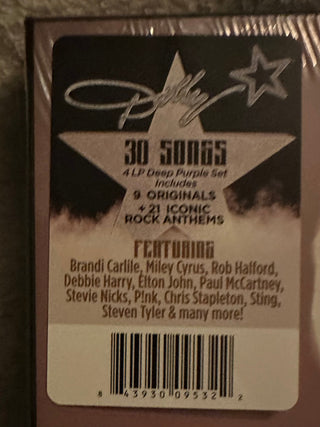 Dolly
30 SONGS
4 LP Deep Purple Set
Includes
9 ORIGINALS
+ 21 ICONIC
ROCK ANTHEMS
FEATURING
Brandi Carlile, Miley Cyrus, Rob Halford,
Debbie Harry, Elton John, Paul McCartney,
Stevie Nicks, P!nk, Chris Stapleton, Sting,
Steven Tyler & many more!
8 43930 09532 2